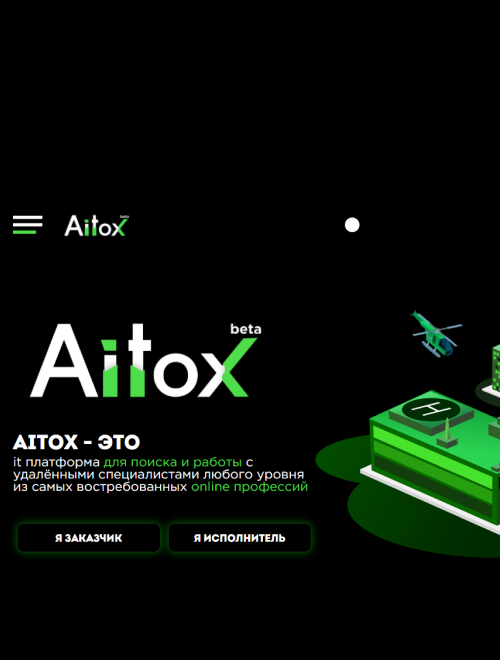 Aitox beta
Aitox beta
AITOX – ЭТО
it платформа для поиска и работы с
удалёнными специалистами любого уровня
из самых востребованных online профессий
Я ЗАКАЗЧИК
Я ИСПОЛНИТЕЛЬ
H